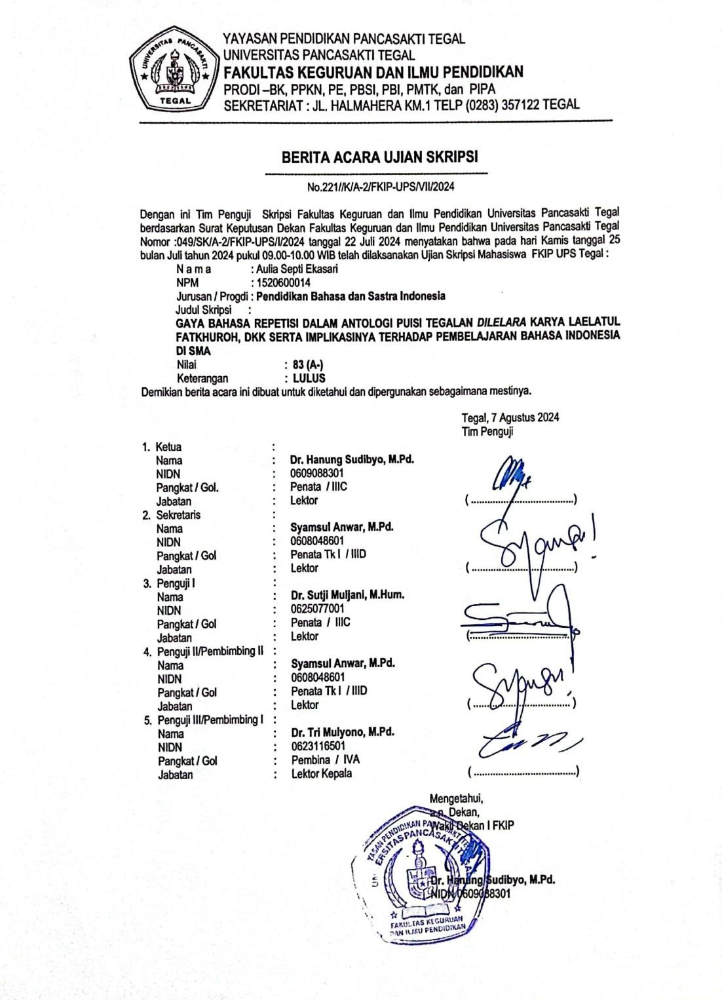 UNIVERSITAS PANCASAKTI
TEGAL
YAYASAN PENDIDIKAN PANCASAKTI TEGAL
UNIVERSITAS PANCASAKTI TEGAL
FAKULTAS KEGURUAN DAN ILMU PENDIDIKAN
PRODI –BK, PPKN, PE, PBSI, PBI, PMTK, dan PIPA
SEKRETARIAT : JL. HALMAHERA KM.1 TELP (0283) 357122 TEGAL
BERITA ACARA UJIAN SKRIPSI
No.221//K/A-2/FKIP-UPS/VII/2024
Dengan ini Tim Penguji Skripsi Fakultas Keguruan dan Ilmu Pendidikan Universitas Pancasakti Tegal
berdasarkan Surat Keputusan Dekan Fakultas Keguruan dan Ilmu Pendidikan Universitas Pancasakti Tegal
Nomor :049/SK/A-2/FKIP-UPS/I/2024 tanggal 22 Juli 2024 menyatakan bahwa pada hari Kamis tanggal 25
bulan Juli tahun 2024 pukul 09.00-10.00 WIB telah dilaksanakan Ujian Skripsi Mahasiswa FKIP UPS Tegal :
N a m a : Aulia Septi Ekasari
NPM : 1520600014
Jurusan / Progdi : Pendidikan Bahasa dan Sastra Indonesia
Judul Skripsi :
GAYA BAHASA REPETISI DALAM ANTOLOGI PUISI TEGALAN DILELARA KARYA LAELATUL
FATKHUROH, DKK SERTA IMPLIKASINYA TERHADAP PEMBELAJARAN BAHASA INDONESIA
DI SMA
Nilai : 83 (A-)
Keterangan : LULUS
Demikian berita acara ini dibuat untuk diketahui dan dipergunakan sebagaimana mestinya.
Tegal, 7 Agustus 2024
Tim Penguji
1. Ketua :
Nama : Dr. Hanung Sudibyo, M.Pd.
NIDN : 0609088301
Pangkat / Gol. : Penata / IIIC
Jabatan : Lektor (....................................)
2. Sekretaris :
Nama : Syamsul Anwar, M.Pd.
NIDN : 0608048601
Pangkat / Gol : Penata Tk I / IIID
Jabatan : Lektor (....................................)
3. Penguji I :
Nama : Dr. Sutji Muljani, M.Hum.
NIDN : 0625077001
Pangkat / Gol : Penata / IIIC
Jabatan : Lektor (....................................)
4. Penguji II/Pembimbing II :
Nama : Syamsul Anwar, M.Pd.
NIDN : 0608048601
Pangkat / Gol : Penata Tk I / IIID
Jabatan : Lektor (....................................)
5. Penguji III/Pembimbing I :
Nama : Dr. Tri Mulyono, M.Pd.
NIDN : 0623116501
Pangkat / Gol : Pembina / IVA
Jabatan : Lektor Kepala (....................................)
Mengetahui,
a.n. Dekan,
Wakil Dekan I FKIP
Dr. Hanung Sudibyo, M.Pd.
NIDN 0609088301
FAKULTAS KEGURUAN
DAN ILMU PENDIDIKAN